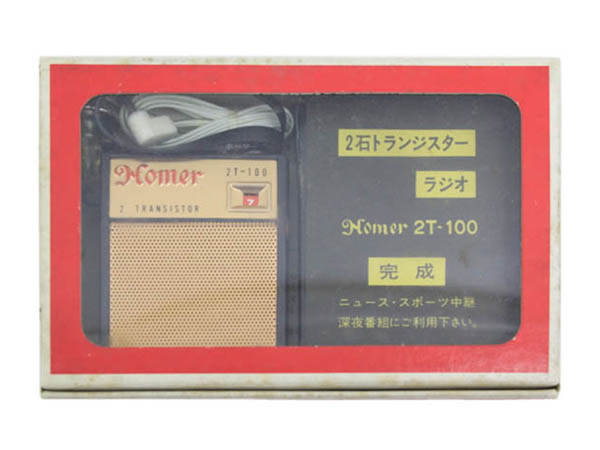 Homer 2T-100
2 TRANSISTOR
2石トランジスター
ラジオ
Homer 2T-100
完成
ニュース・スポーツ中継
深夜番組にご利用下さい。